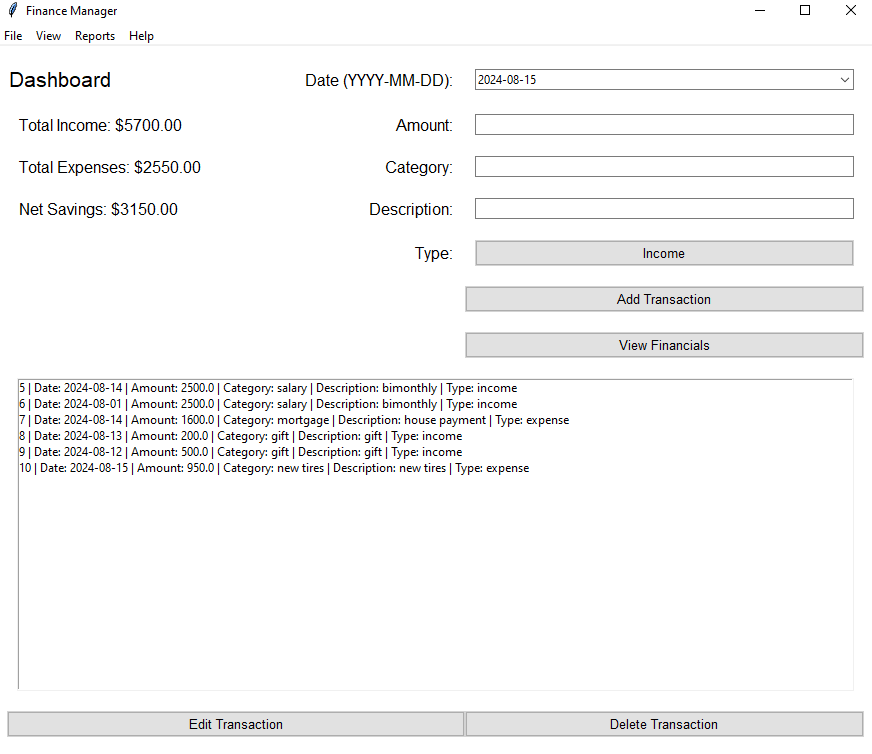 Finance Manager
File View Reports Help
Dashboard
Date (YYYY-MM-DD): 2024-08-15
Total Income: $5700.00
Amount:
Total Expenses: $2550.00
Category:
Net Savings: $3150.00
Description:
Type: Income
Add Transaction
View Financials
5 | Date: 2024-08-14 | Amount: 2500.0 | Category: salary | Description: bimonthly | Type: income
6 | Date: 2024-08-01 | Amount: 2500.0 | Category: salary | Description: bimonthly | Type: income
7 | Date: 2024-08-14 | Amount: 1600.0 | Category: mortgage | Description: house payment | Type: expense
8 | Date: 2024-08-13 | Amount: 200.0 | Category: gift | Description: gift | Type: income
9 | Date: 2024-08-12 | Amount: 500.0 | Category: gift | Description: gift | Type: income
10 | Date: 2024-08-15 | Amount: 950.0 | Category: new tires | Description: new tires | Type: expense
Edit Transaction
Delete Transaction